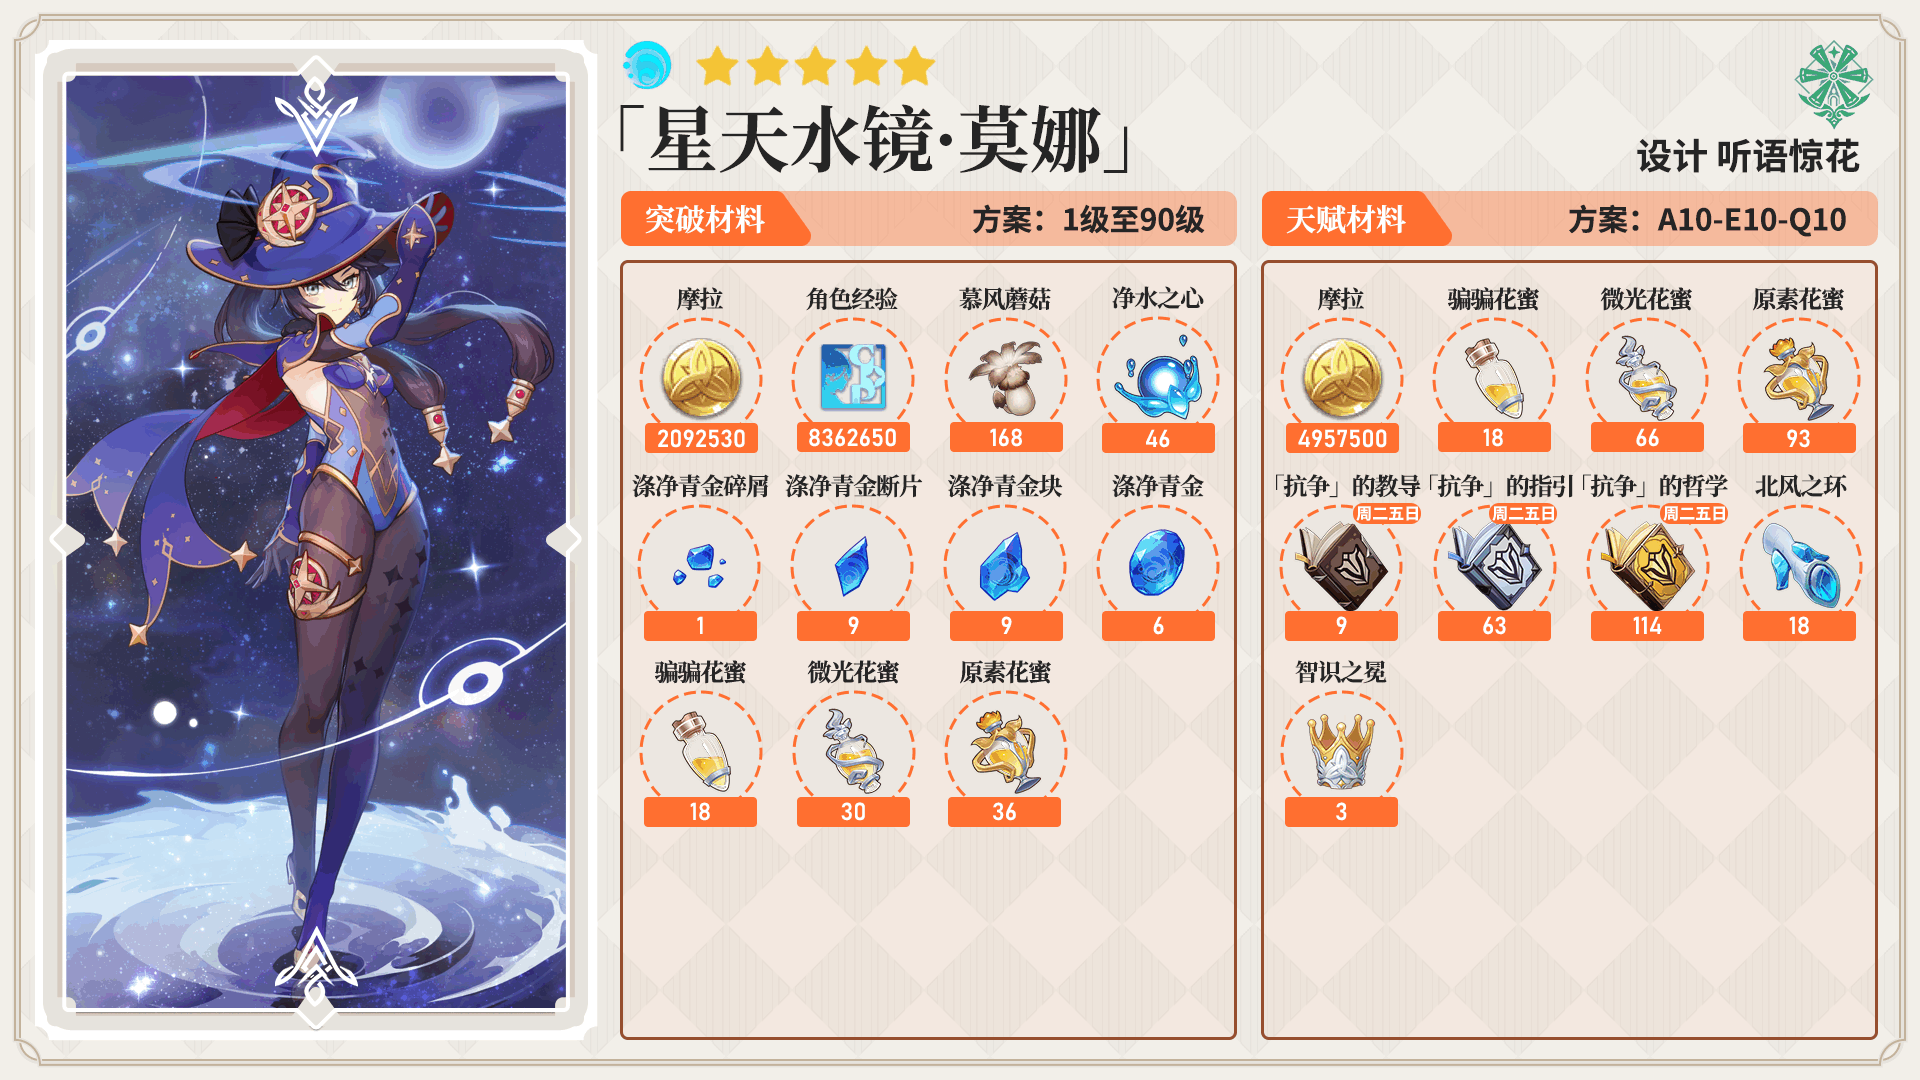 「星天水镜·莫娜」
设计 听语惊花
突破材料
方案：1级至90级
摩拉
角色经验
慕风蘑菇
净水之心
2092530
8362650
168
46
涤净青金碎屑
涤净青金断片
涤净青金块
涤净青金
1
9
9
6
骗骗花蜜
微光花蜜
原素花蜜
18
30
36
天赋材料
方案：A10-E10-Q10
摩拉
骗骗花蜜
微光花蜜
原素花蜜
4957500
18
66
93
「抗争」的教导
「抗争」的指引
「抗争」的哲学
北风之环
周二五日
周二五日
周二五日
9
63
114
18
智识之冕
3